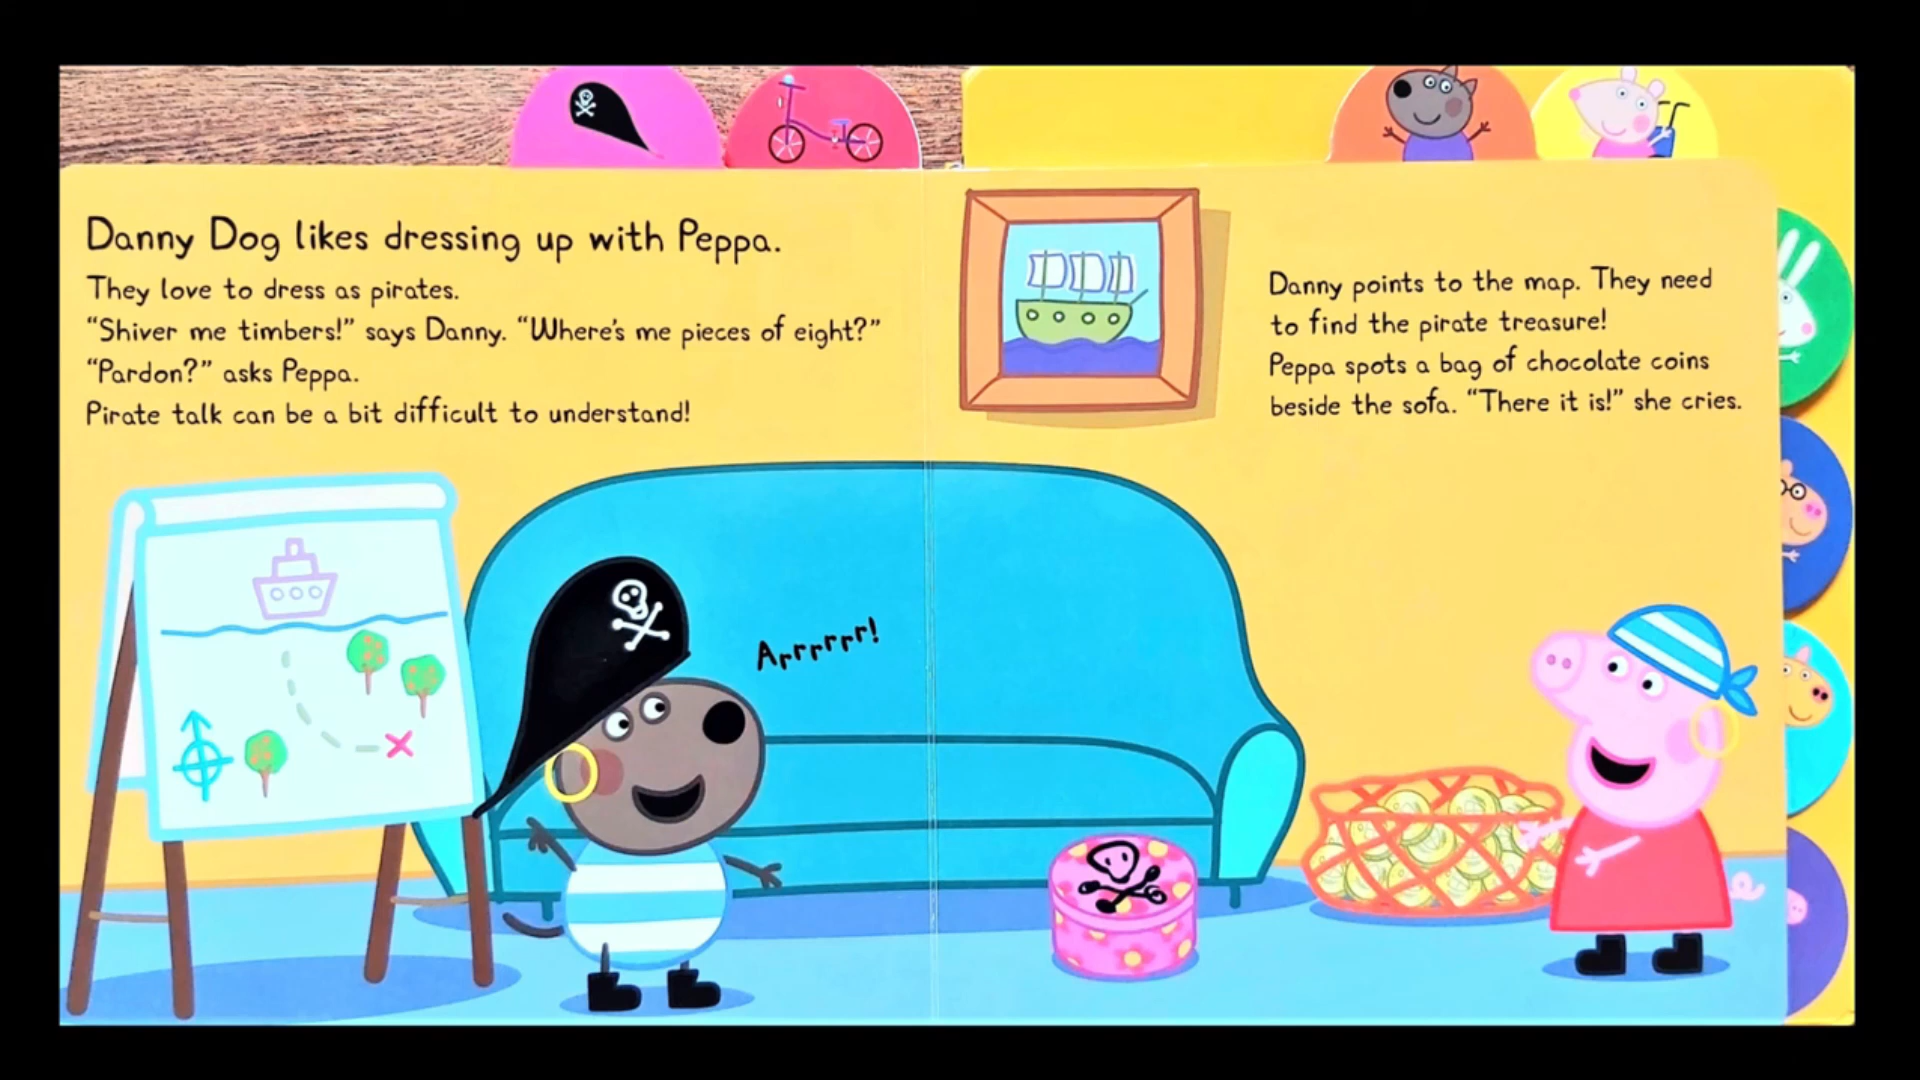 Danny Dog likes dressing up with Peppa.
They love to dress as pirates.
“Shiver me timbers!” says Danny. “Where’s me pieces of eight?”
“Pardon?” asks Peppa.
Pirate talk can be a bit difficult to understand!
Danny points to the map. They need
to find the pirate treasure!
Peppa spots a bag of chocolate coins
beside the sofa. “There it is!” she cries.
Arrrrrr!